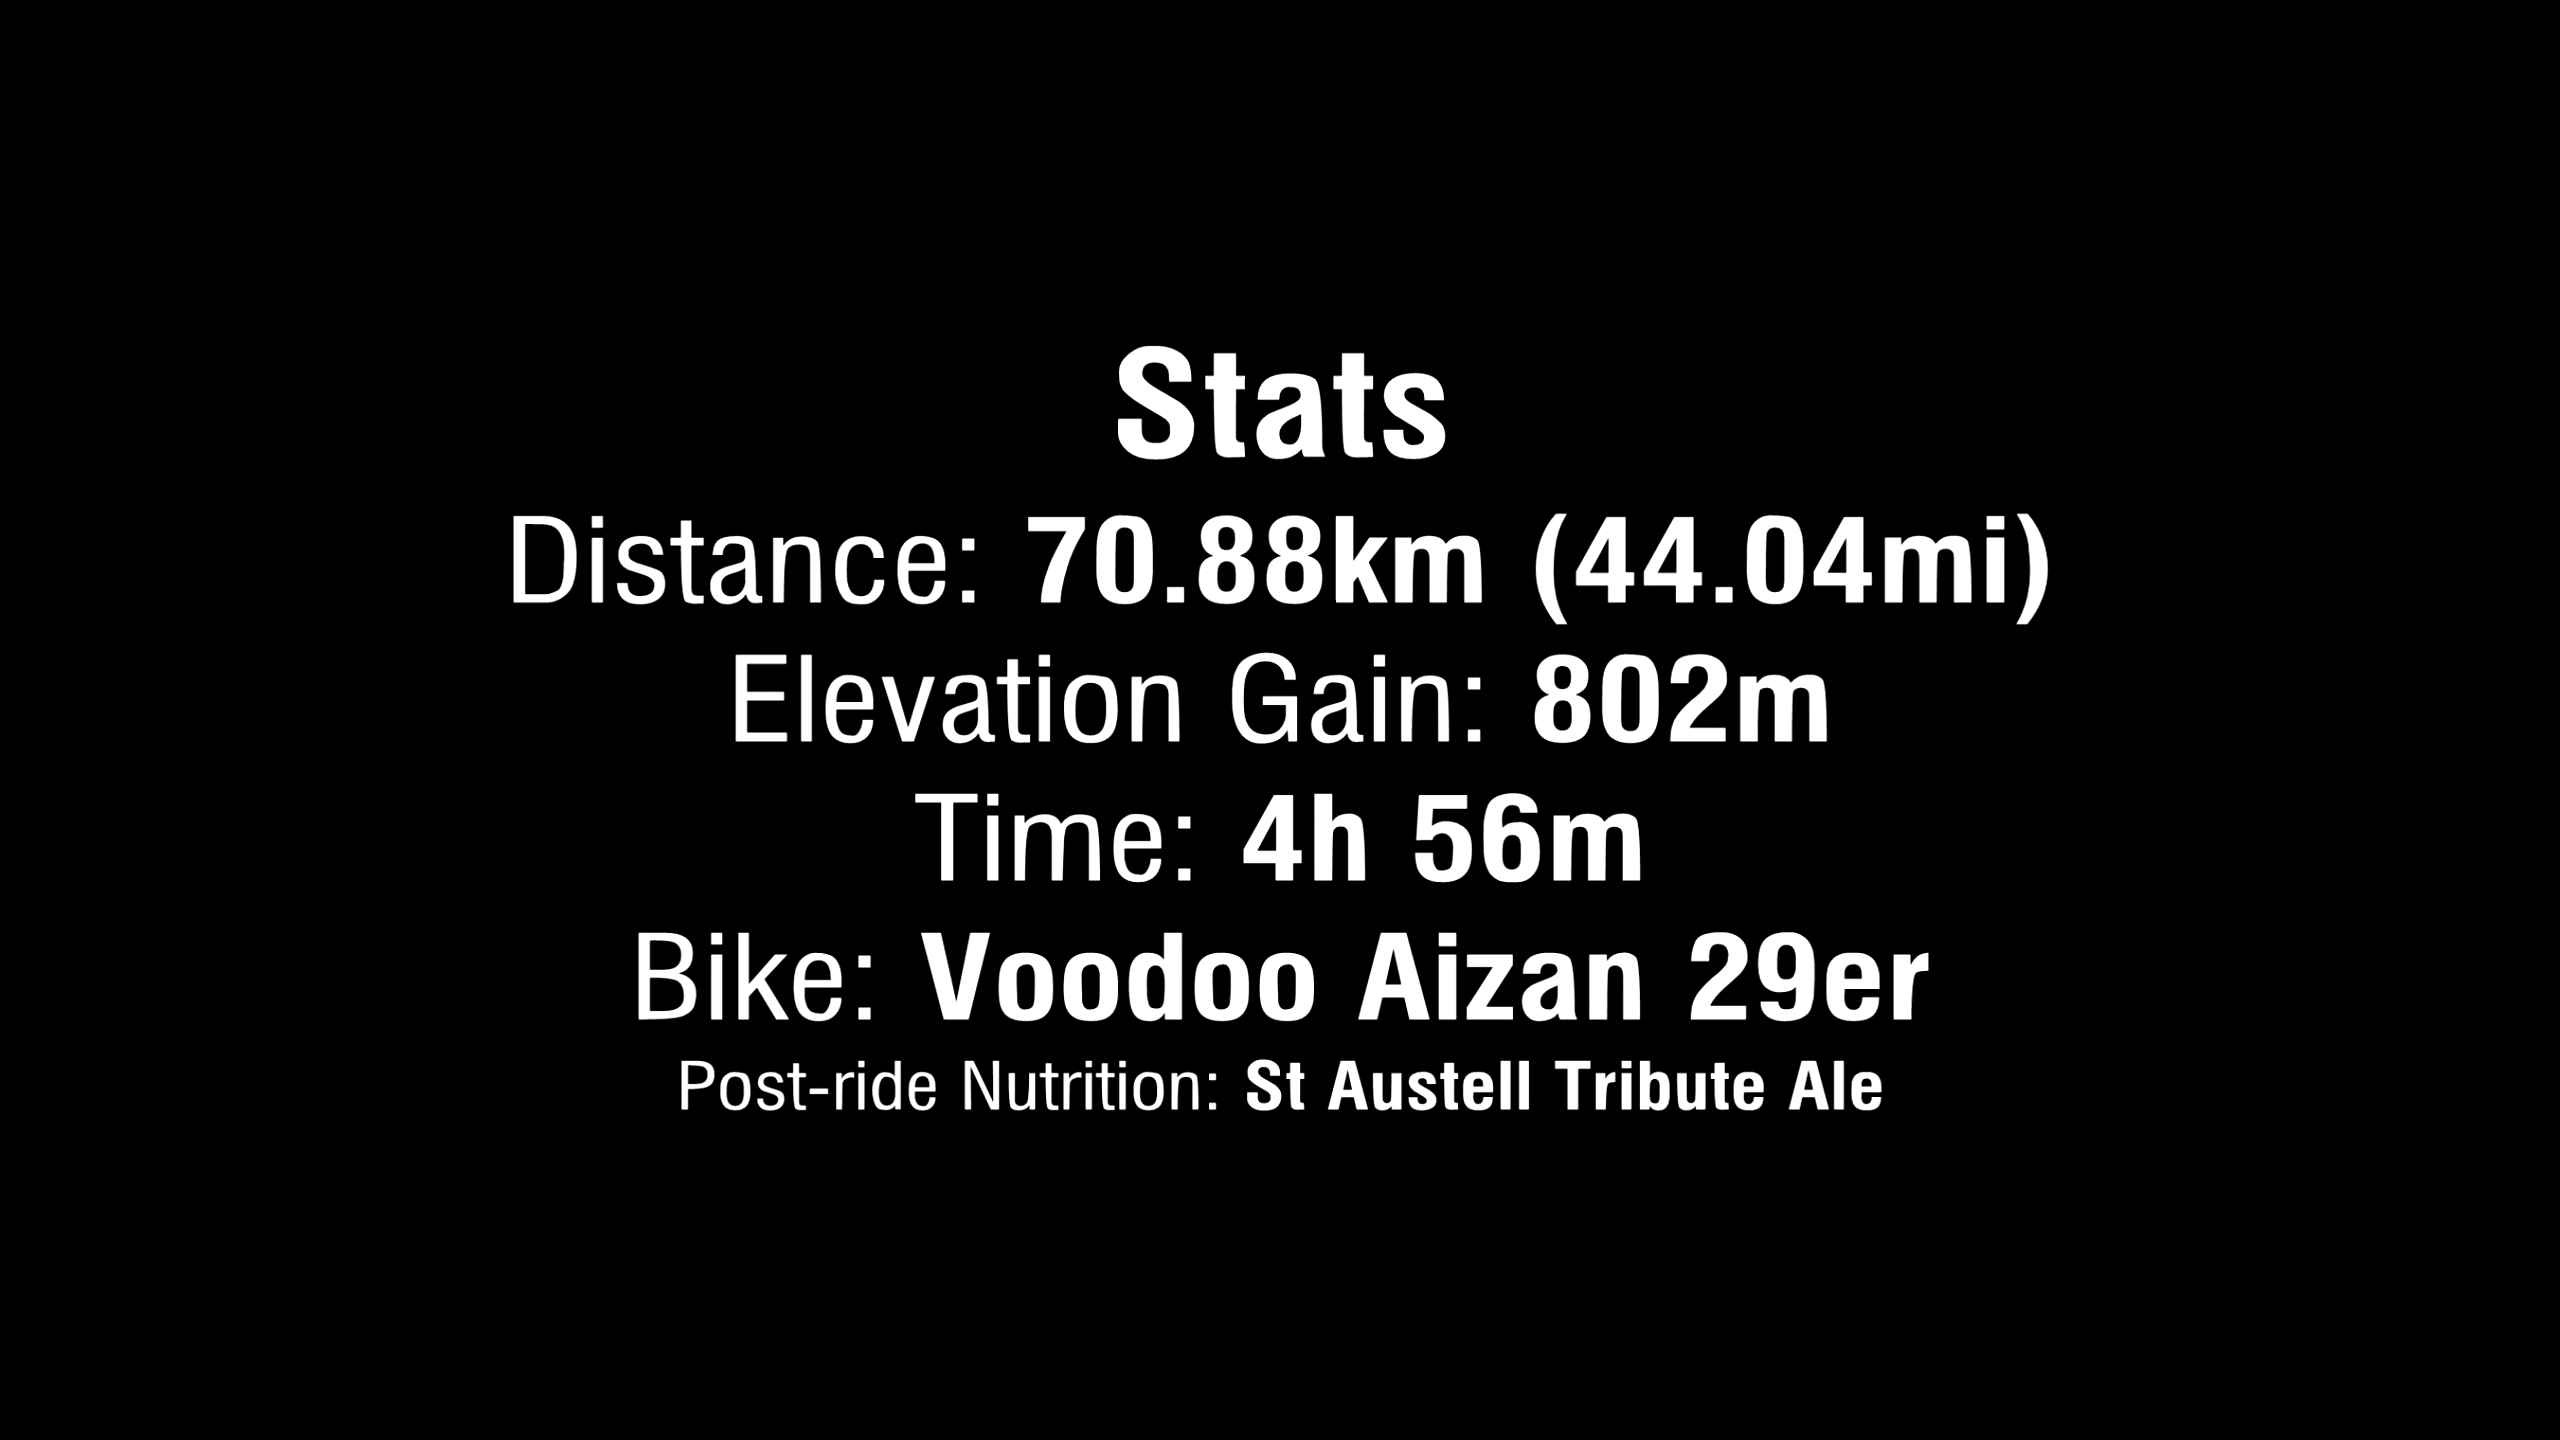 Stats
Distance: 70.88km (44.04mi)
Elevation Gain: 802m
Time: 4h 56m
Bike: Voodoo Aizan 29er
Post-ride Nutrition: St Austell Tribute Ale